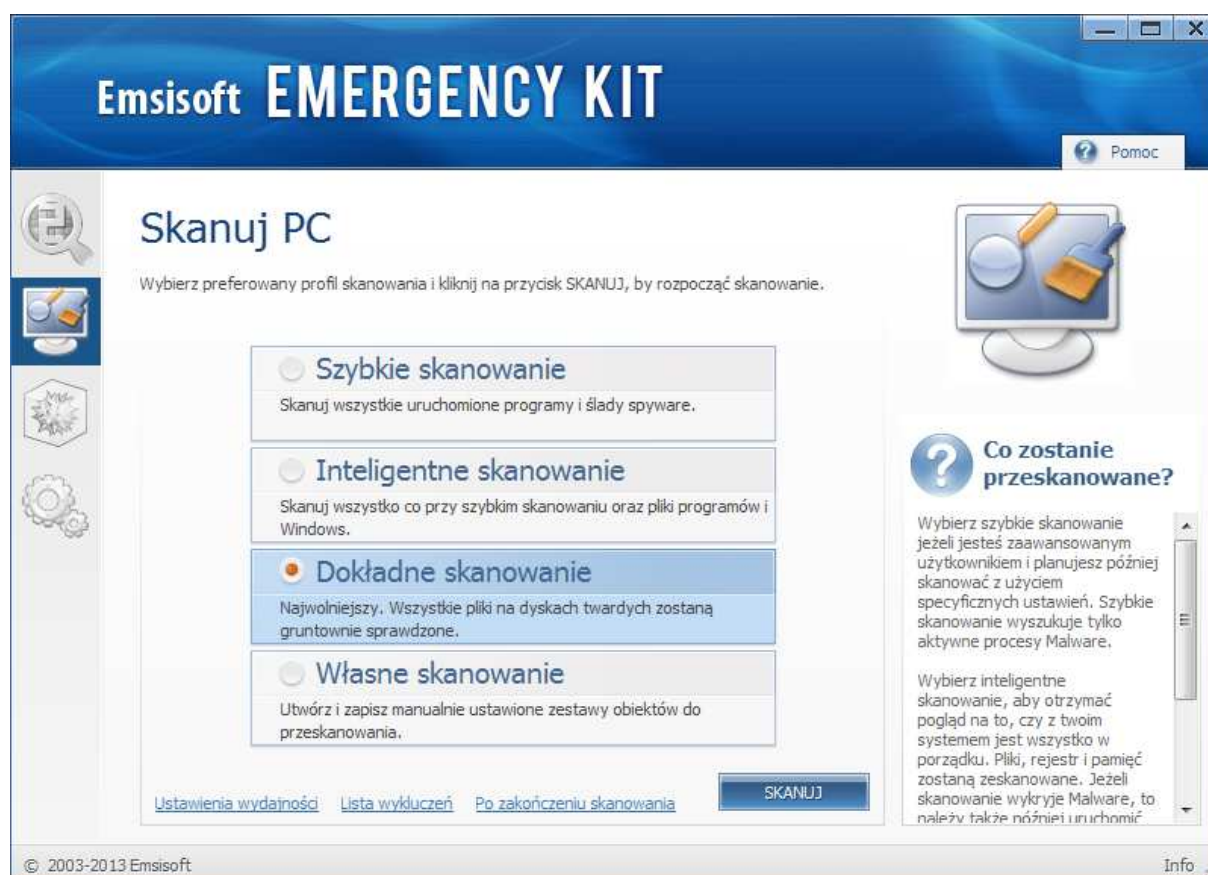 Emsisoft EMERGENCY KIT
Pomoc
Skanuj PC
Wybierz preferowany profil skanowania i kliknij na przycisk SKANUJ, by rozpocząć skanowanie.
Szybkie skanowanie
Skanuj wszystkie uruchomione programy i ślady spyware.
Inteligentne skanowanie
Skanuj wszystko co przy szybkim skanowaniu oraz pliki programów i
Windows.
Dokładne skanowanie
Najwolniejszy. Wszystkie pliki na dyskach twardych zostaną
gruntownie sprawdzone.
Własne skanowanie
Utwórz i zapisz manualnie ustawione zestawy obiektów do
przeskanowania.
Ustawienia wydajności Lista wykluczeń Po zakończeniu skanowania
SKANUJ
Co zostanie
przeskanowane?
Wybierz szybkie skanowanie
jeżeli jesteś zaawansowanym
użytkownikiem i planujesz później
skanować z użyciem
specyficznych ustawień. Szybkie
skanowanie wyszukuje tylko
aktywne procesy Malware.
Wybierz inteligentne
skanowanie, aby otrzymać
pogląd na to, czy z twoim
systemem jest wszystko w
porządku. Pliki, rejestr i pamięć
zostaną zeskanowane. Jeżeli
skanowanie wykryje Malware, to
należy także później uruchomić
© 2003-2013 Emsisoft
Info